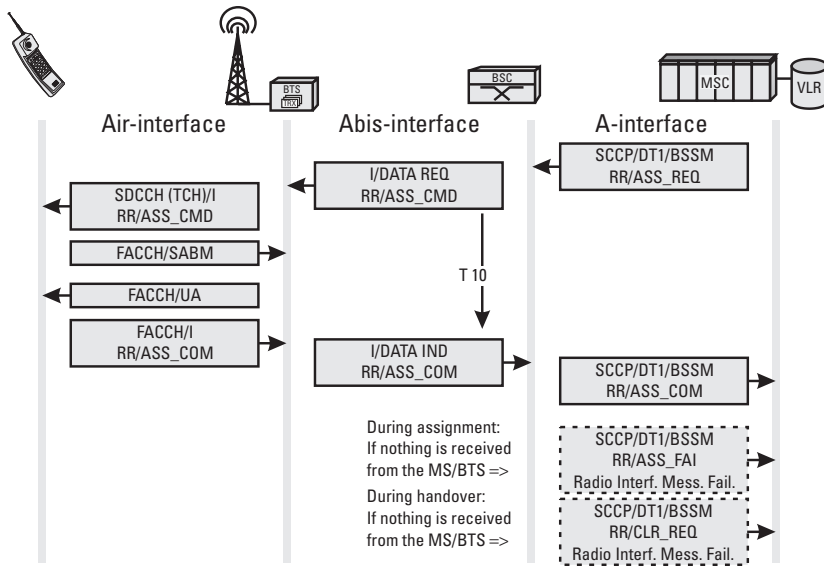 BTS
TRX
BSC
MSC
VLR
Air-interface
Abis-interface
A-interface
SCCP/DT1/BSSM
RR/ASS_REQ
I/DATA REQ
RR/ASS_CMD
SDCCH (TCH)/I
RR/ASS_CMD
FACCH/SABM
T 10
FACCH/UA
FACCH/I
RR/ASS_COM
I/DATA IND
RR/ASS_COM
SCCP/DT1/BSSM
RR/ASS_COM
During assignment:
If nothing is received
from the MS/BTS =>
SCCP/DT1/BSSM
RR/ASS_FAI
Radio Interf. Mess. Fail.
During handover:
If nothing is received
from the MS/BTS =>
SCCP/DT1/BSSM
RR/CLR_REQ
Radio Interf. Mess. Fail.